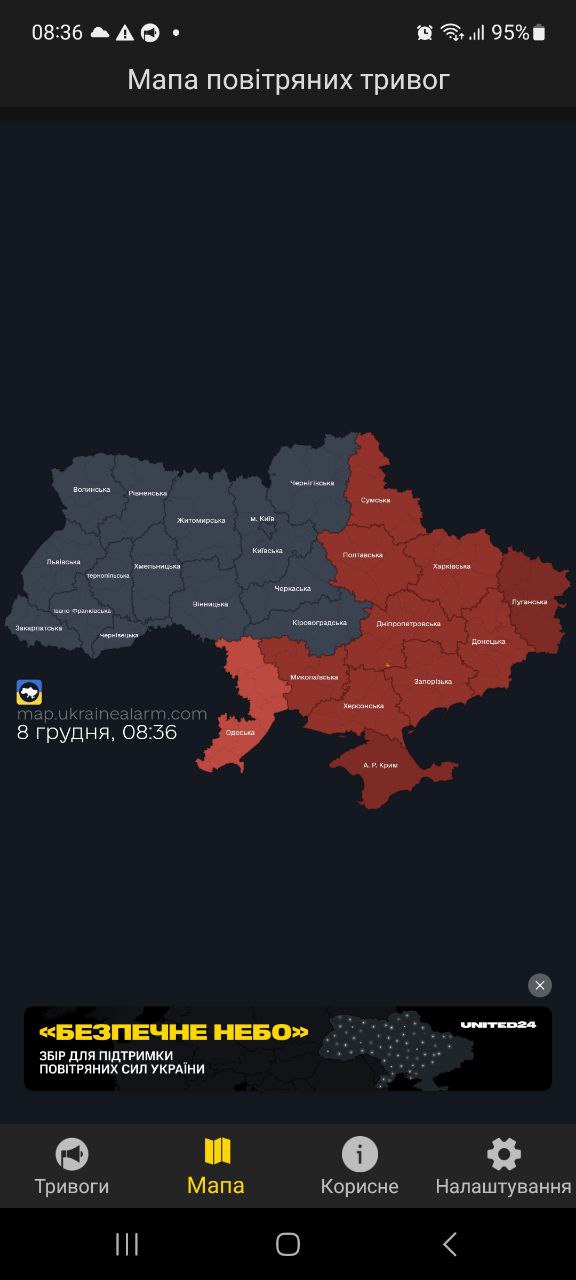 08:36
95%
Мапа повітряних тривог
Волинська
Рівненська
Чернігівська
Сумська
Житомирська
м. Київ
Київська
Полтавська
Львівська
Тернопільська
Хмельницька
Харківська
Івано-Франківська
Вінницька
Черкаська
Луганська
Закарпатська
Чернівецька
Кіровоградська
Дніпропетровська
Донецька
Миколаївська
Запорізька
Херсонська
Одеська
А. Р. Крим
map.ukrainealarm.com
8 грудня, 08:36
«БЕЗПЕЧНЕ НЕБО»
UNITED24
ЗБІР ДЛЯ ПІДТРИМКИ
ПОВІТРЯНИХ СИЛ УКРАЇНИ
Тривоги
Мапа
Корисне
Налаштування